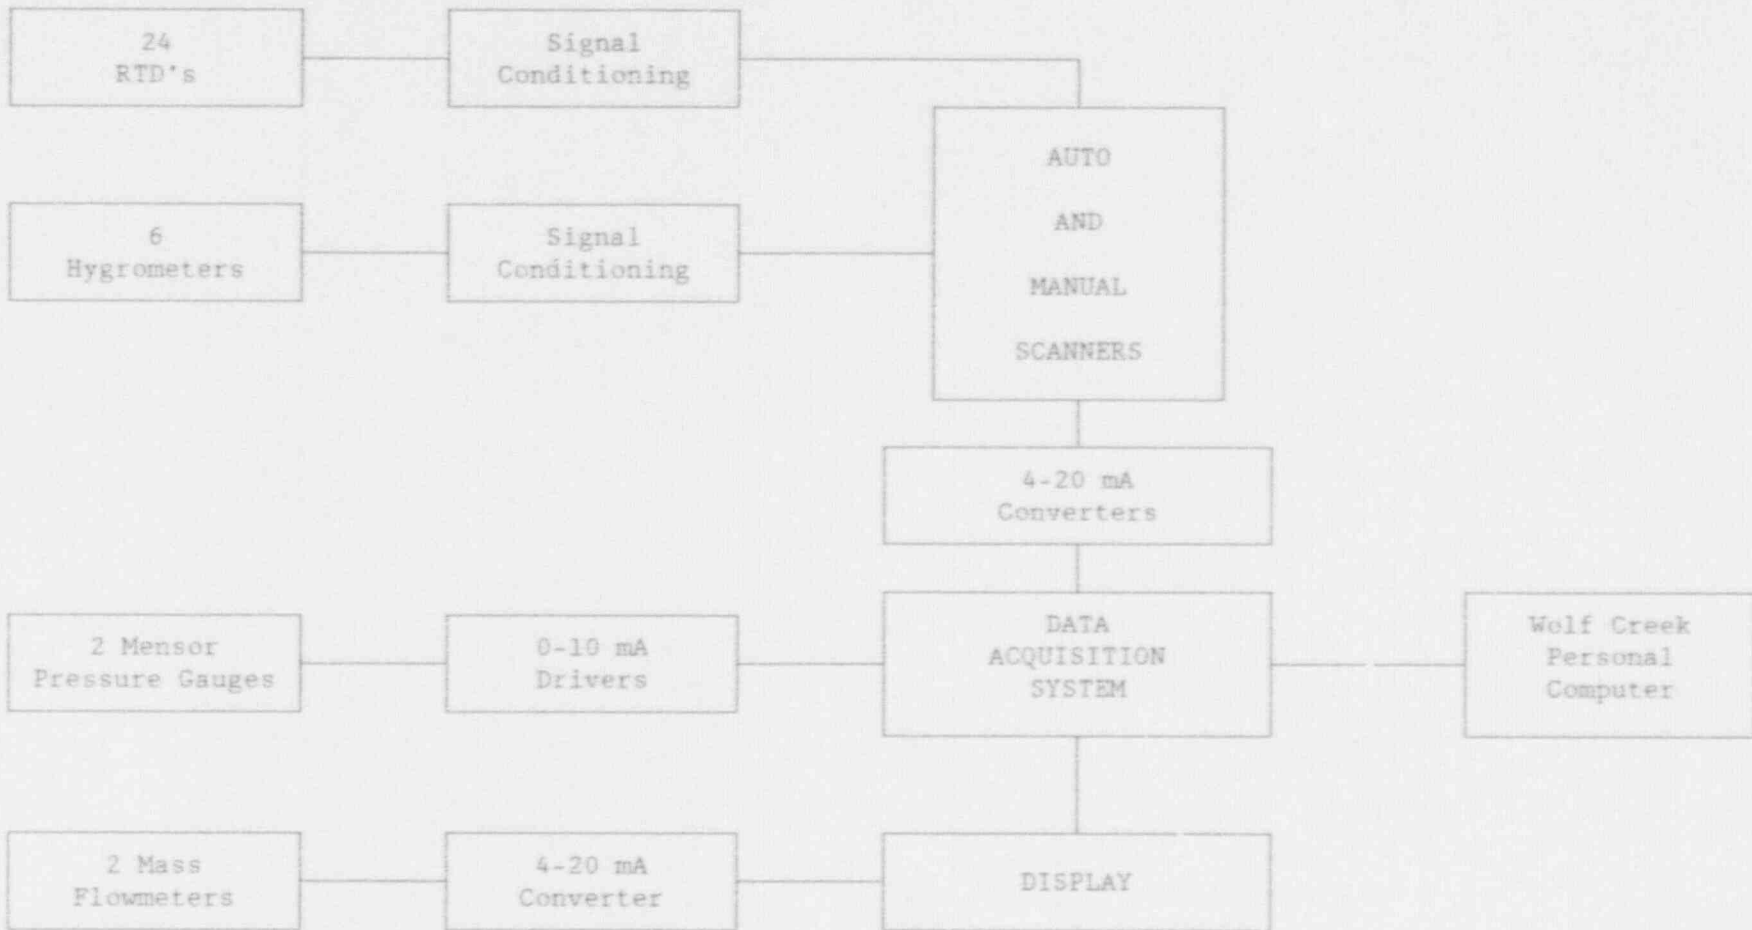 24
RTD's
Signal
Conditioning
6
Hygrometers
Signal
Conditioning
AUTO
AND
MANUAL
SCANNERS
4-20 mA
Converters
2 Mensor
Pressure Gauges
0-10 mA
Drivers
DATA
ACQUISITION
SYSTEM
Wolf Creek
Personal
Computer
2 Mass
Flowmeters
4-20 mA
Converter
DISPLAY